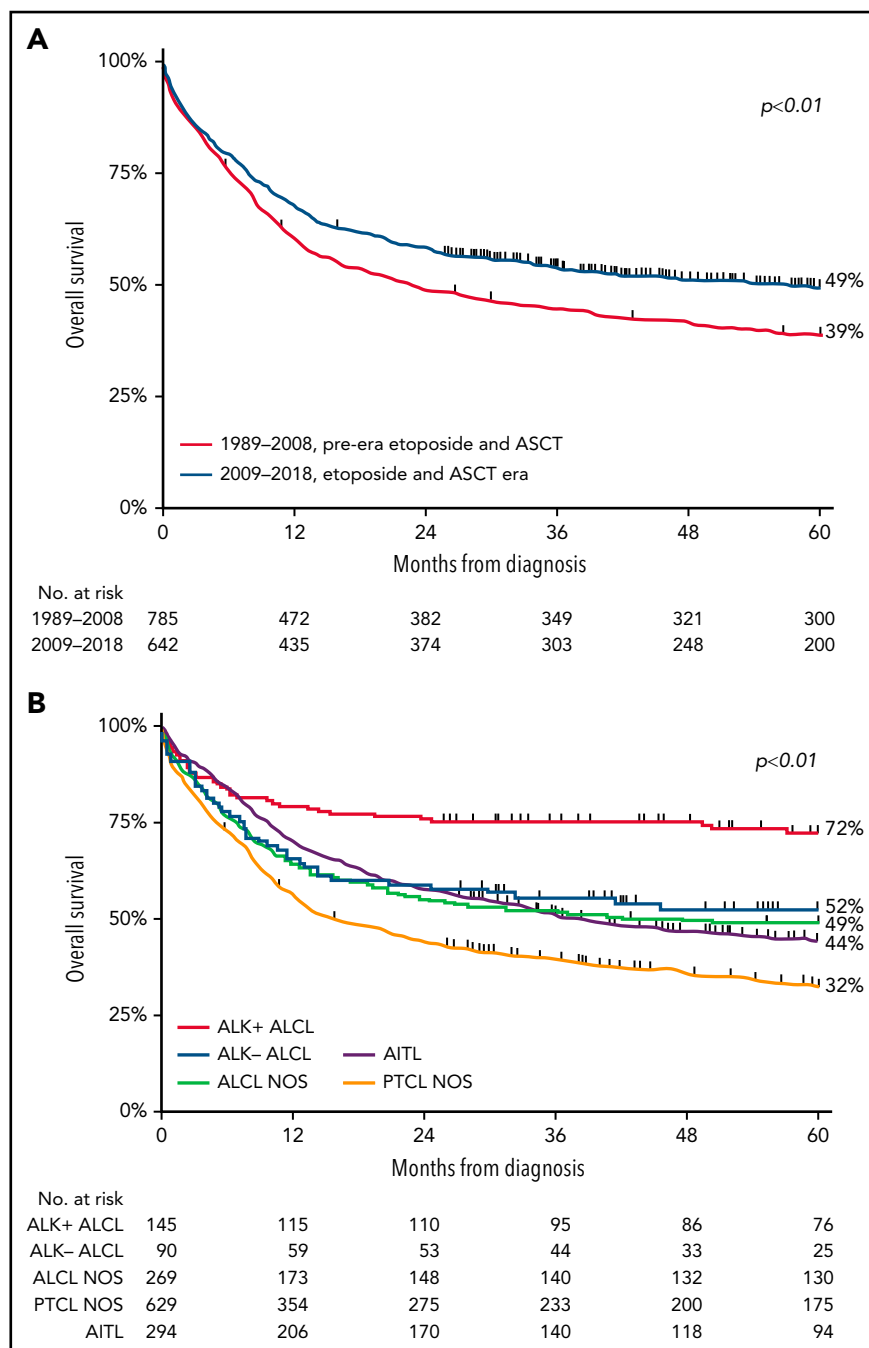 A
100%
p<0.01
75%
Overall survival
50%
49%
39%
25%
1989–2008, pre-era etoposide and ASCT
2009–2018, etoposide and ASCT era
0%
0 12 24 36 48 60
Months from diagnosis
No. at risk
1989–2008 785 472 382 349 321 300
2009–2018 642 435 374 303 248 200
B
100%
p<0.01
75%
72%
Overall survival
50%
52%
49%
44%
32%
25%
ALK+ ALCL
ALK– ALCL AITL
ALCL NOS PTCL NOS
0%
0 12 24 36 48 60
Months from diagnosis
No. at risk
ALK+ ALCL 145 115 110 95 86 76
ALK– ALCL 90 59 53 44 33 25
ALCL NOS 269 173 148 140 132 130
PTCL NOS 629 354 275 233 200 175
AITL 294 206 170 140 118 94